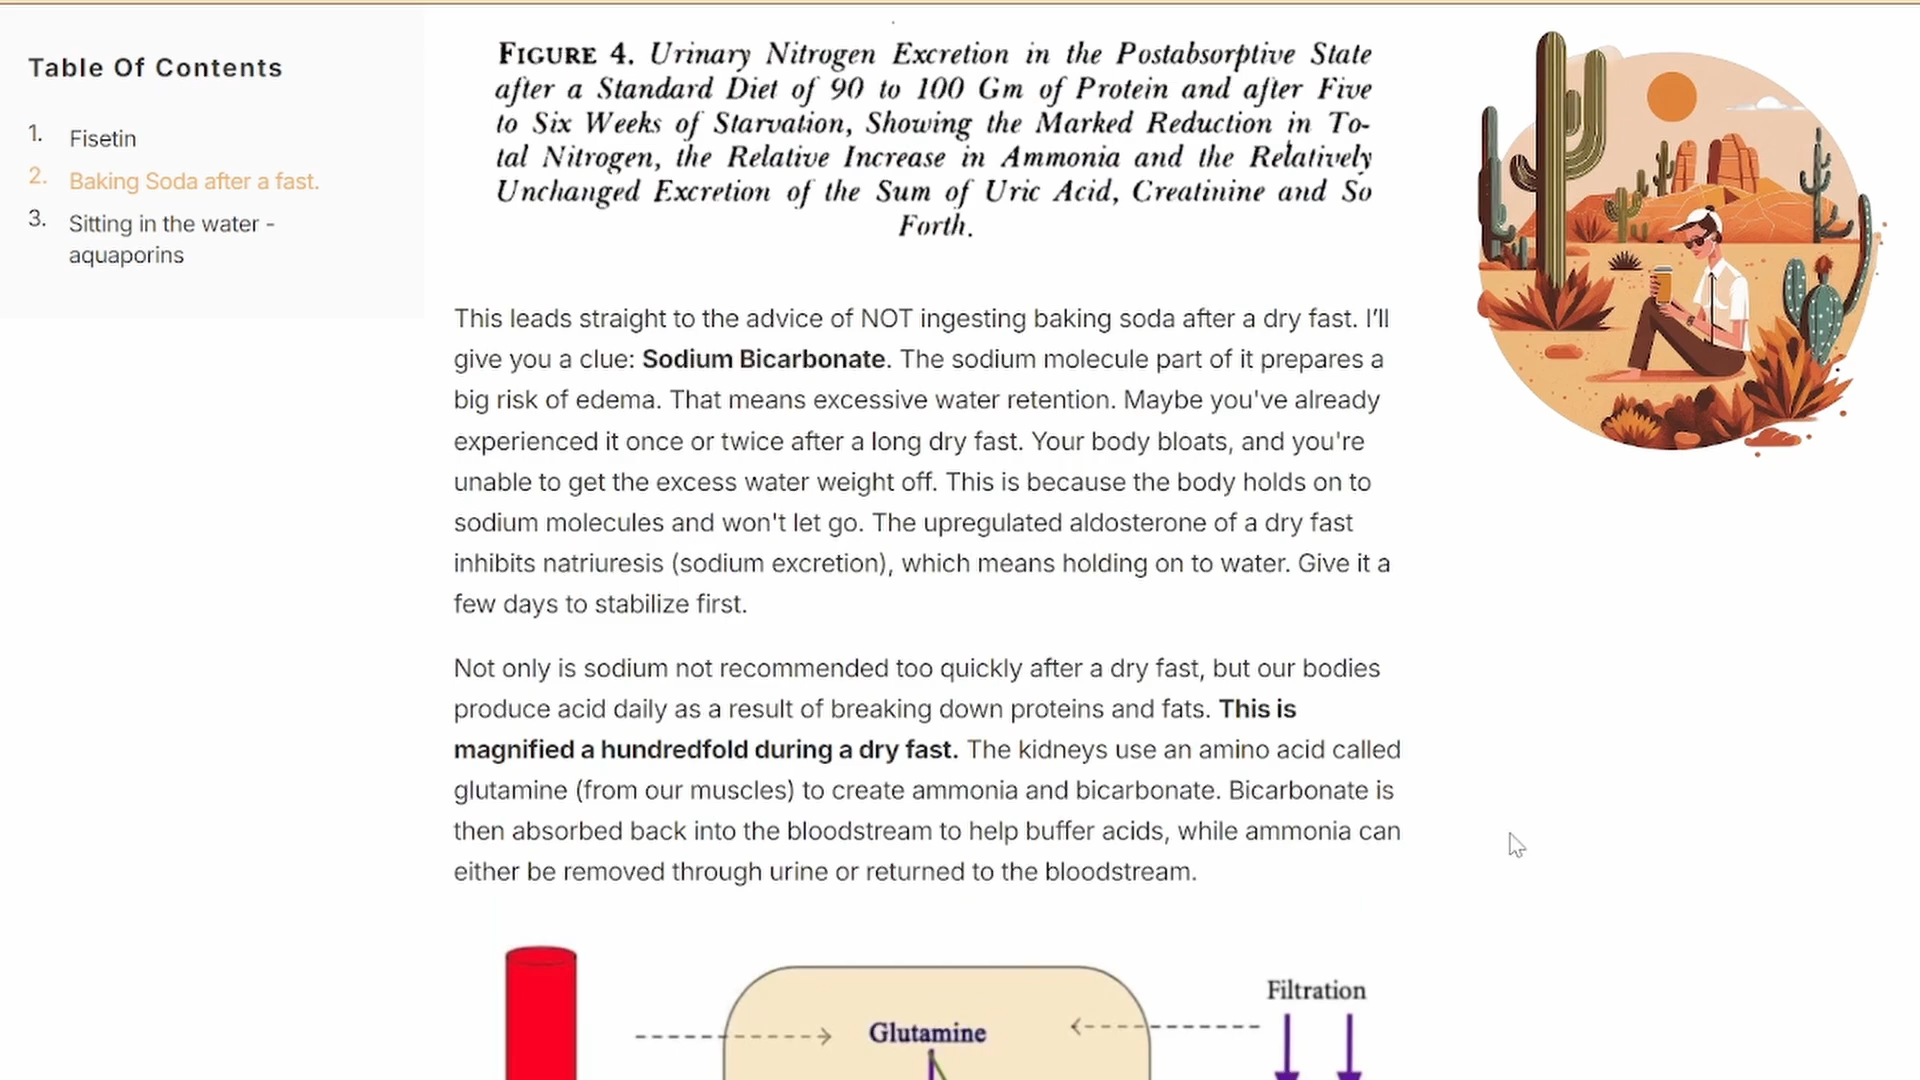 Table Of Contents
1. Fisetin
2. Baking Soda after a fast.
3. Sitting in the water -
aquaporins
FIGURE 4. Urinary Nitrogen Excretion in the Postabsorptive State
after a Standard Diet of 90 to 100 Gm of Protein and after Five
to Six Weeks of Starvation, Showing the Marked Reduction in To-
tal Nitrogen, the Relative Increase in Ammonia and the Relatively
Unchanged Excretion of the Sum of Uric Acid, Creatinine and So
Forth.
This leads straight to the advice of NOT ingesting baking soda after a dry fast. I'll
give you a clue: Sodium Bicarbonate. The sodium molecule part of it prepares a
big risk of edema. That means excessive water retention. Maybe you've already
experienced it once or twice after a long dry fast. Your body bloats, and you're
unable to get the excess water weight off. This is because the body holds on to
sodium molecules and won't let go. The upregulated aldosterone of a dry fast
inhibits natriuresis (sodium excretion), which means holding on to water. Give it a
few days to stabilize first.
Not only is sodium not recommended too quickly after a dry fast, but our bodies
produce acid daily as a result of breaking down proteins and fats. This is
magnified a hundredfold during a dry fast. The kidneys use an amino acid called
glutamine (from our muscles) to create ammonia and bicarbonate. Bicarbonate is
then absorbed back into the bloodstream to help buffer acids, while ammonia can
either be removed through urine or returned to the bloodstream.
Filtration
Glutamine